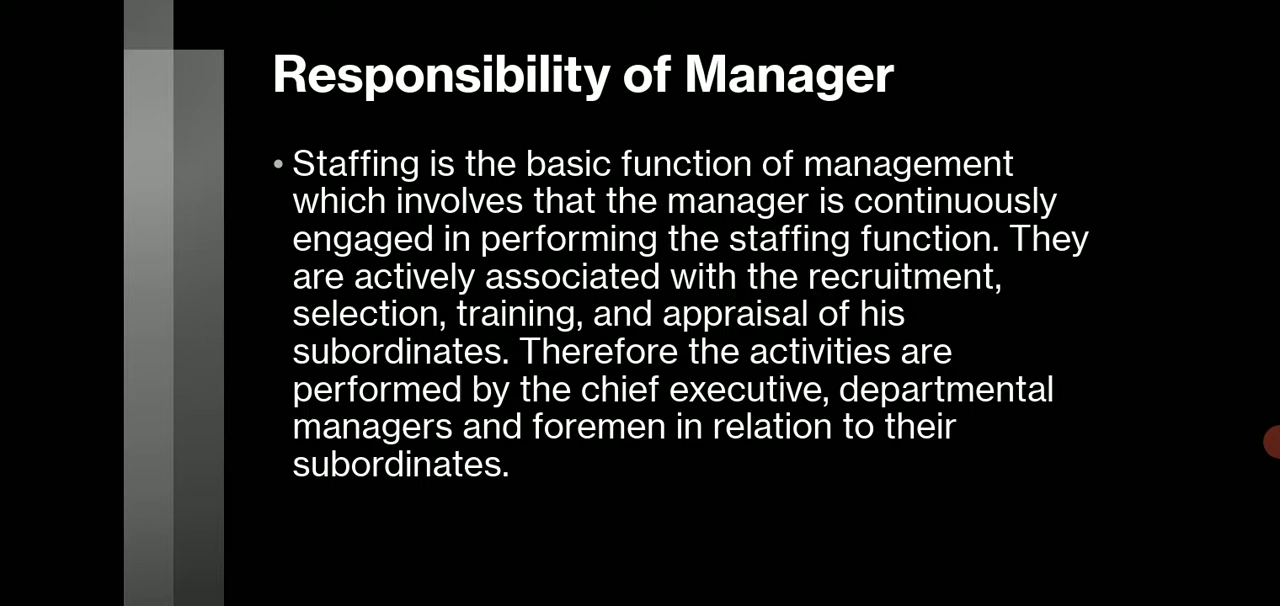 Responsibility of Manager
• Staffing is the basic function of management
which involves that the manager is continuously
engaged in performing the staffing function. They
are actively associated with the recruitment,
selection, training, and appraisal of his
subordinates. Therefore the activities are
performed by the chief executive, departmental
managers and foremen in relation to their
subordinates.